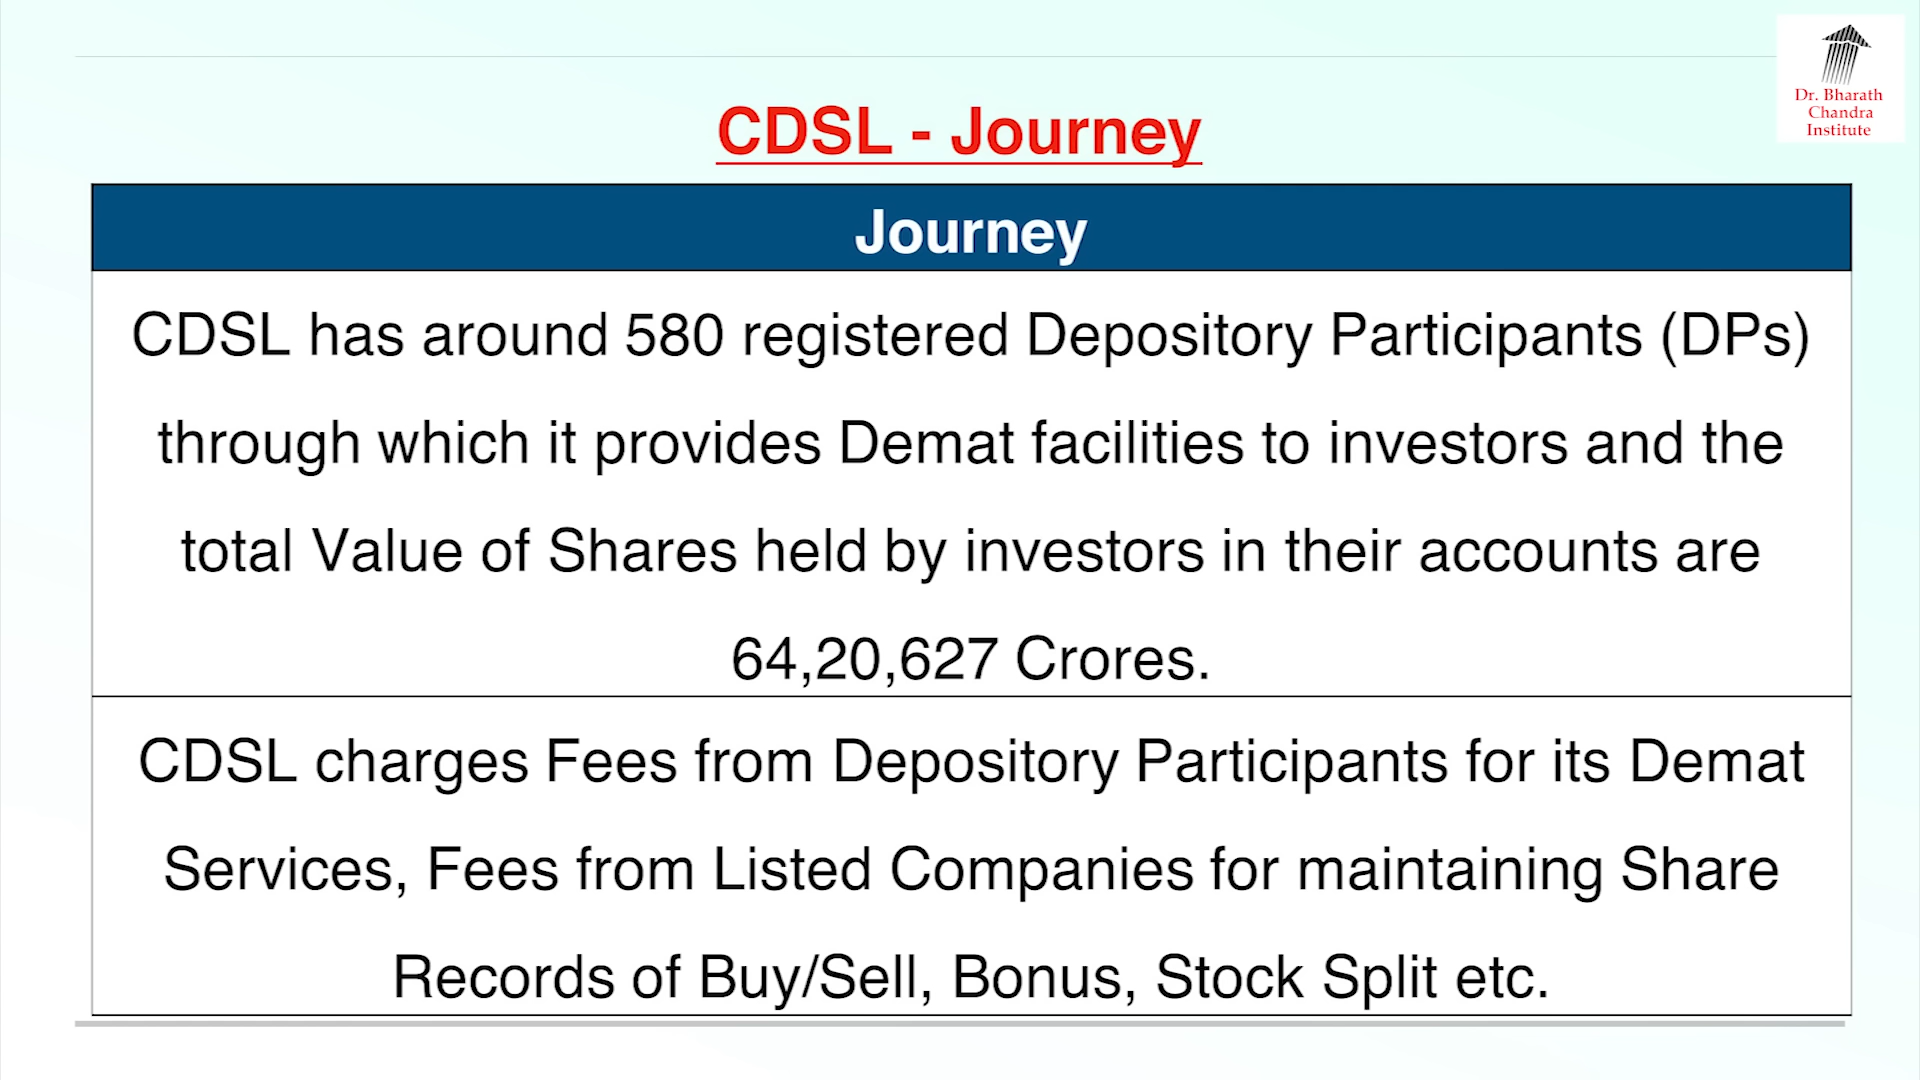 Dr. Bharath
Chandra
Institute
CDSL - Journey
Journey
CDSL has around 580 registered Depository Participants (DPs)
through which it provides Demat facilities to investors and the
total Value of Shares held by investors in their accounts are
64,20,627 Crores.
CDSL charges Fees from Depository Participants for its Demat
Services, Fees from Listed Companies for maintaining Share
Records of Buy/Sell, Bonus, Stock Split etc.